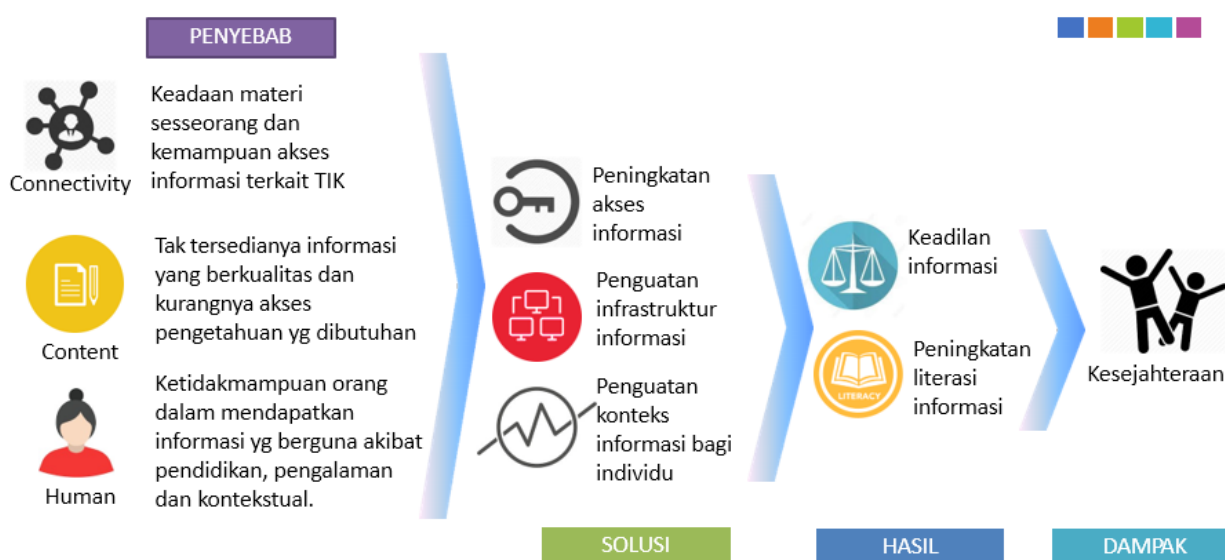 PENYEBAB
Connectivity
Keadaan materi
sesseorang dan
kemampuan akses
informasi terkait TIK
Content
Tak tersedianya informasi
yang berkualitas dan
kurangnya akses
pengetahuan yg dibutuhan
Human
Ketidakmampuan orang
dalam mendapatkan
informasi yg berguna akibat
pendidikan, pengalaman
dan kontekstual.
Peningkatan
akses
informasi
Penguatan
infrastruktur
informasi
Penguatan
konteks
informasi bagi
individu
SOLUSI
Keadilan
informasi
LITERACY
Peningkatan
literasi
informasi
HASIL
Kesejahteraan
DAMPAK